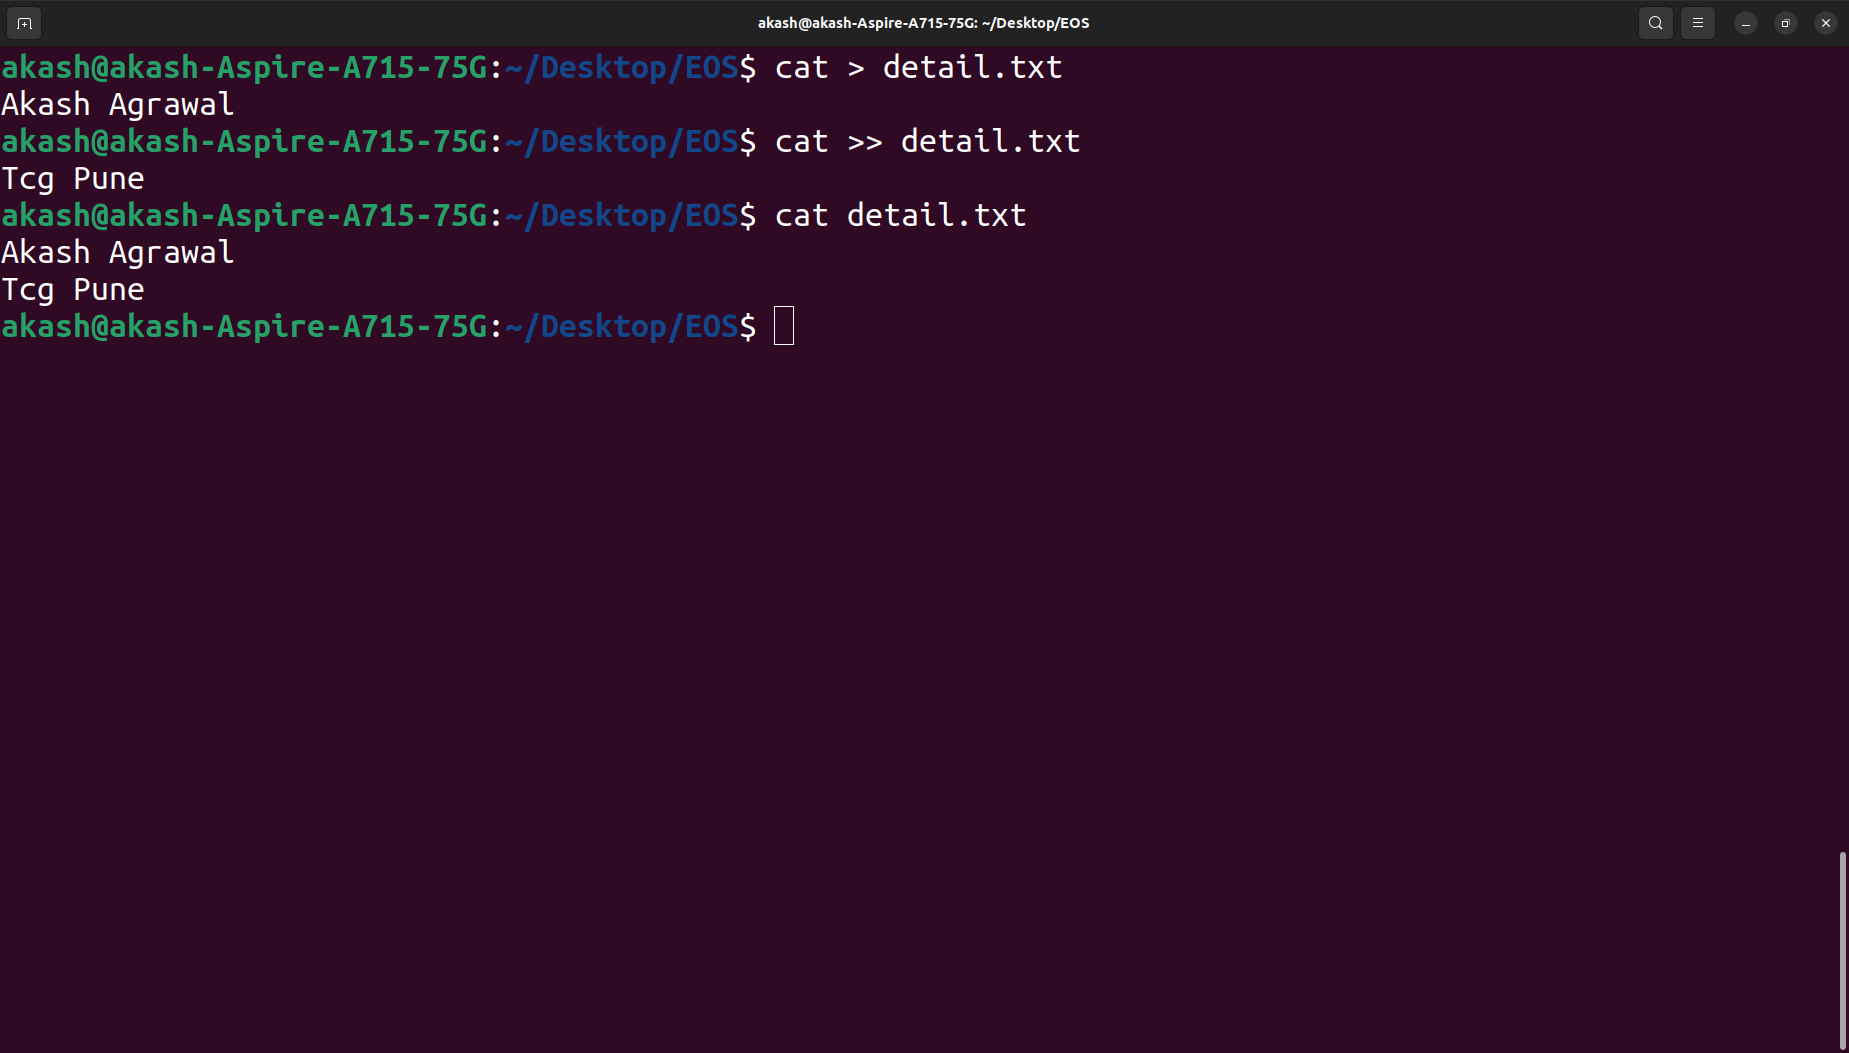 akash@akash-Aspire-A715-75G: ~/Desktop/EOS
akash@akash-Aspire-A715-75G:~/Desktop/EOS$ cat > detail.txt
Akash Agrawal
akash@akash-Aspire-A715-75G:~/Desktop/EOS$ cat >> detail.txt
Tcg Pune
akash@akash-Aspire-A715-75G:~/Desktop/EOS$ cat detail.txt
Akash Agrawal
Tcg Pune
akash@akash-Aspire-A715-75G:~/Desktop/EOS$